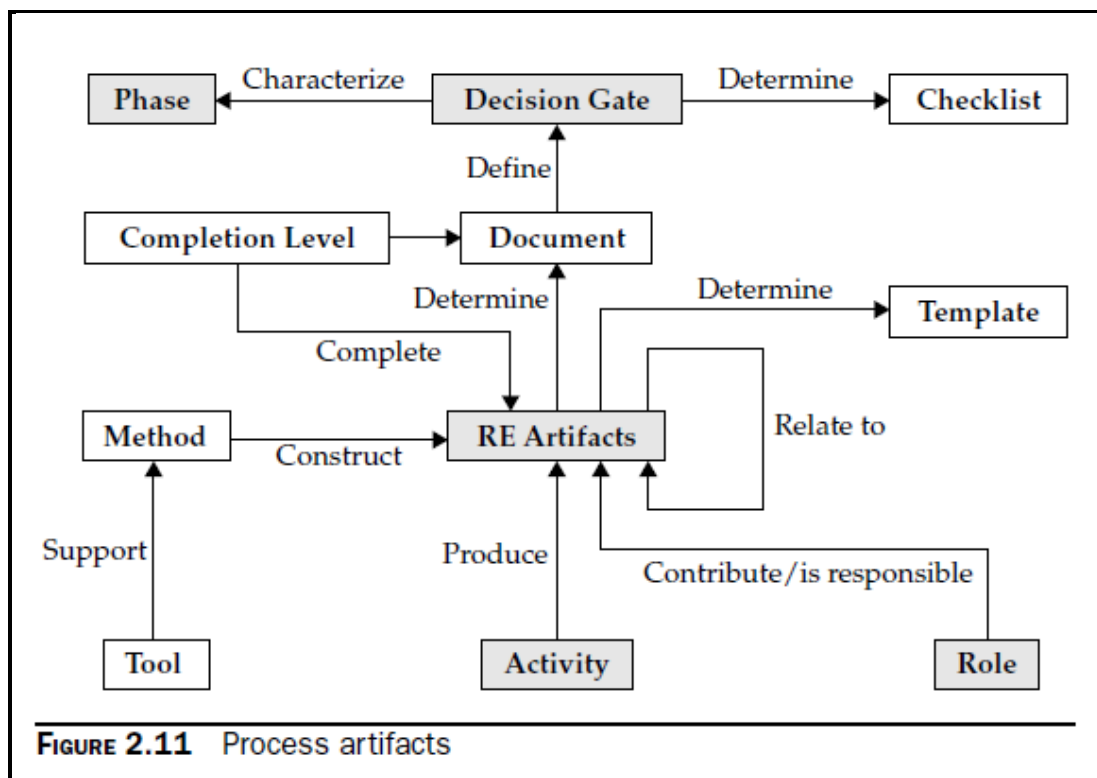 Phase
Characterize
Decision Gate
Determine
Checklist
Define
Completion Level
Document
Determine
Determine
Template
Complete
Method
Construct
RE Artifacts
Relate to
Support
Produce
Contribute/is responsible
Tool
Activity
Role
FIGURE 2.11 Process artifacts